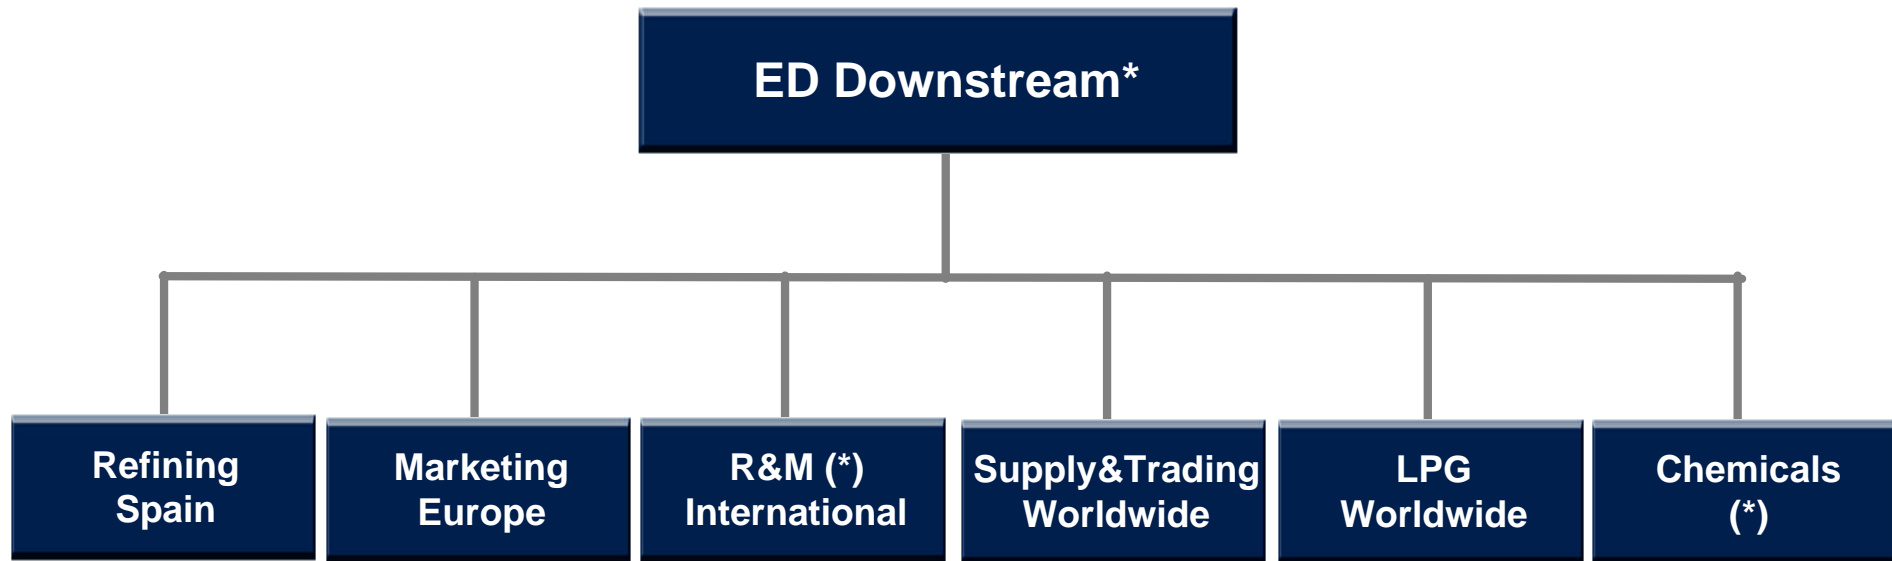 ED Downstream*
Refining
Spain
Marketing
Europe
R&M (*)
International
Supply&Trading
Worldwide
LPG
Worldwide
Chemicals
(*)